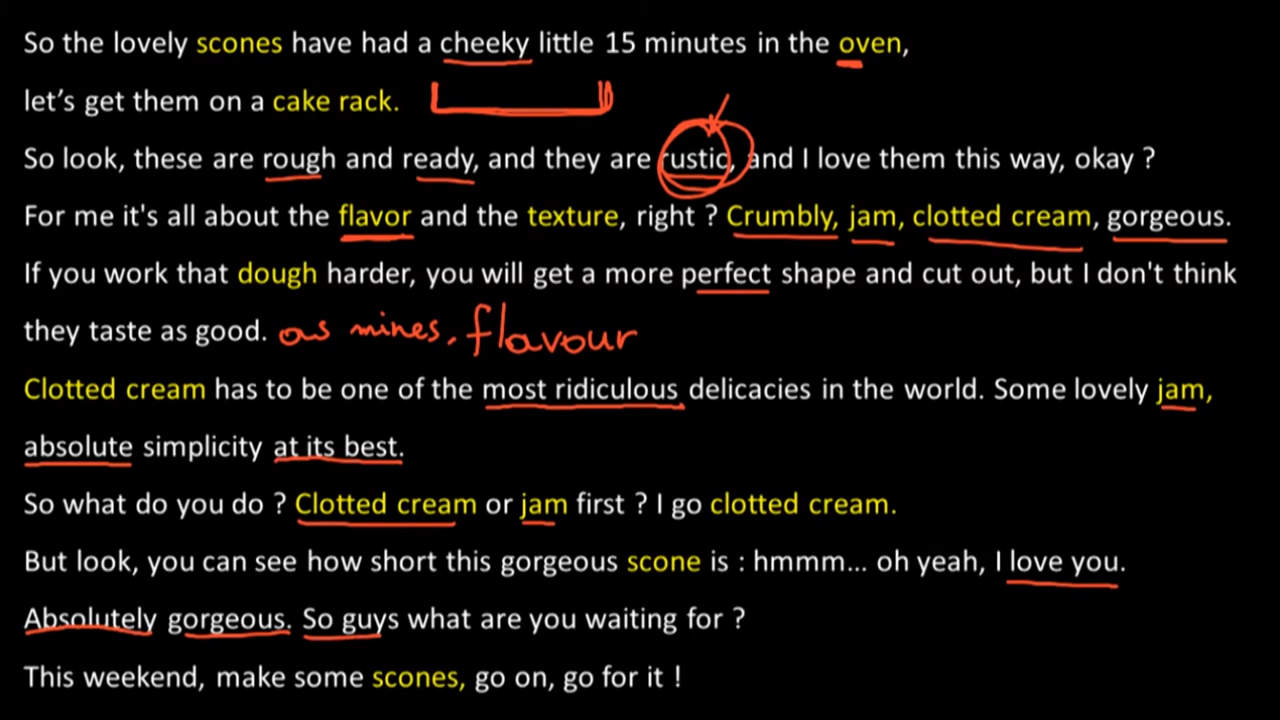 So the lovely scones have had a cheeky little 15 minutes in the oven,
let's get them on a cake rack.
So look, these are rough and ready, and they are rustic, and I love them this way, okay ?
For me it's all about the flavor and the texture, right ? Crumbly, jam, clotted cream, gorgeous.
If you work that dough harder, you will get a more perfect shape and cut out, but I don't think
they taste as good. as mines, flavour
Clotted cream has to be one of the most ridiculous delicacies in the world. Some lovely jam,
absolute simplicity at its best.
So what do you do ? Clotted cream or jam first ? I go clotted cream.
But look, you can see how short this gorgeous scone is : hmmm... oh yeah, I love you.
Absolutely gorgeous. So guys what are you waiting for ?
This weekend, make some scones, go on, go for it !